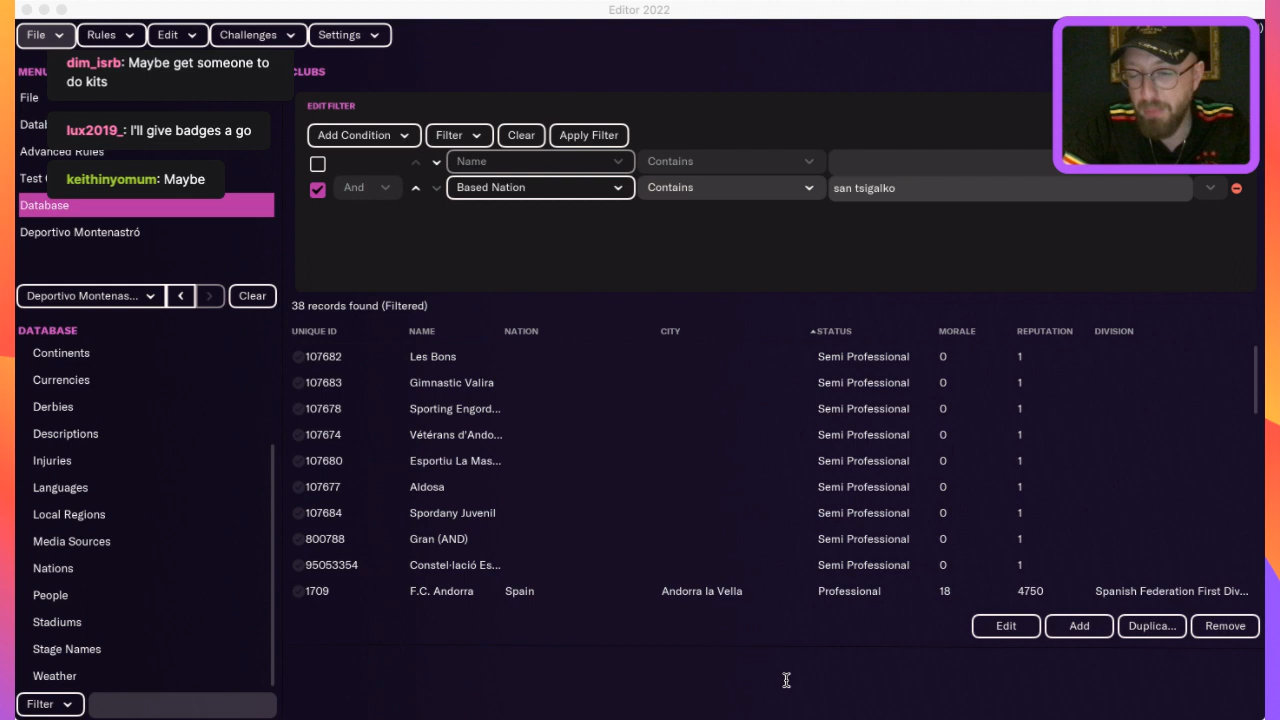 Editor 2022
File Rules Edit Challenges Settings
MENU
dim_isrb: Maybe get someone to
do kits
File
lux2019_: I'll give badges a go
Advanced Rules
keithinyomum: Maybe
Database
Deportivo Montenastró
Deportivo Montenas... Clear
CLUBS
EDIT FILTER
Add Condition Filter Clear Apply Filter
Name Contains
And Based Nation Contains san tsigalko
38 records found (Filtered)
UNIQUE ID NAME NATION CITY STATUS MORALE REPUTATION DIVISION
107682 Les Bons Semi Professional 0 1
107683 Gimnastic Valira Semi Professional 0 1
107678 Sporting Engord... Semi Professional 0 1
107674 Vétérans d'Ando... Semi Professional 0 1
107680 Esportiu La Mas... Semi Professional 0 1
107677 Aldosa Semi Professional 0 1
107684 Spordany Juvenil Semi Professional 0 1
800788 Gran (AND) Semi Professional 0 1
95053354 Constel·lació Es... Semi Professional 0 1
1709 F.C. Andorra Spain Andorra la Vella Professional 18 4750 Spanish Federation First Div...
Edit Add Duplica... Remove
DATABASE
Continents
Currencies
Derbies
Descriptions
Injuries
Languages
Local Regions
Media Sources
Nations
People
Stadiums
Stage Names
Weather
Filter